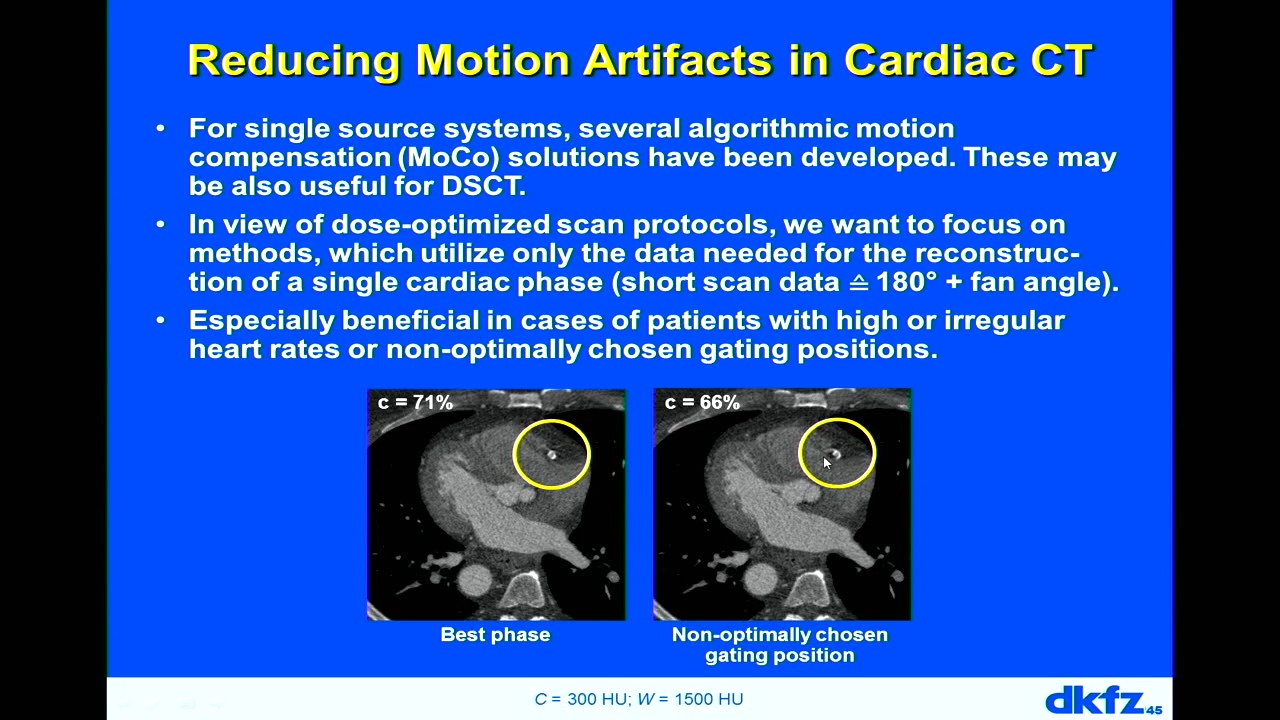 Reducing Motion Artifacts in Cardiac CT
• For single source systems, several algorithmic motion
compensation (MoCo) solutions have been developed. These may
be also useful for DSCT.
• In view of dose-optimized scan protocols, we want to focus on
methods, which utilize only the data needed for the reconstruc-
tion of a single cardiac phase (short scan data ≙ 180° + fan angle).
• Especially beneficial in cases of patients with high or irregular
heart rates or non-optimally chosen gating positions.
c = 71%
c = 66%
Best phase
Non-optimally chosen
gating position
C = 300 HU; W = 1500 HU
dkfz. 45